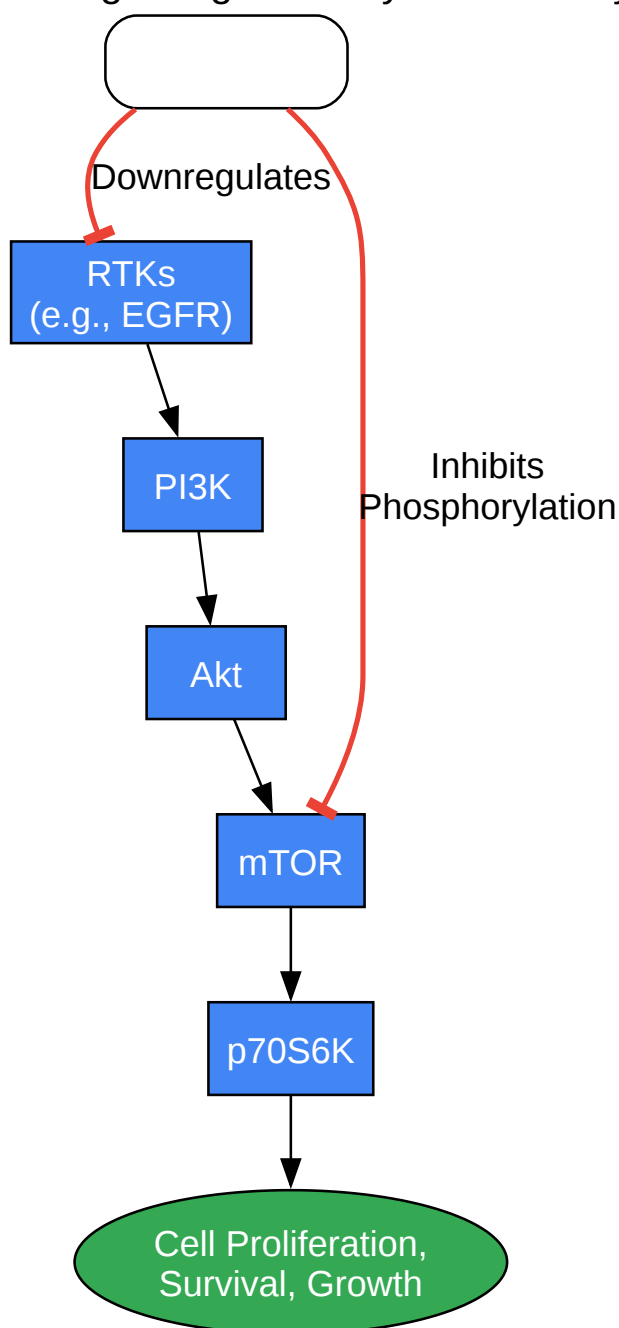 Downregulates
RTKs
(e.g., EGFR)
PI3K
Inhibits
Phosphorylation
Akt
mTOR
p70S6K
Cell Proliferation,
Survival, Growth